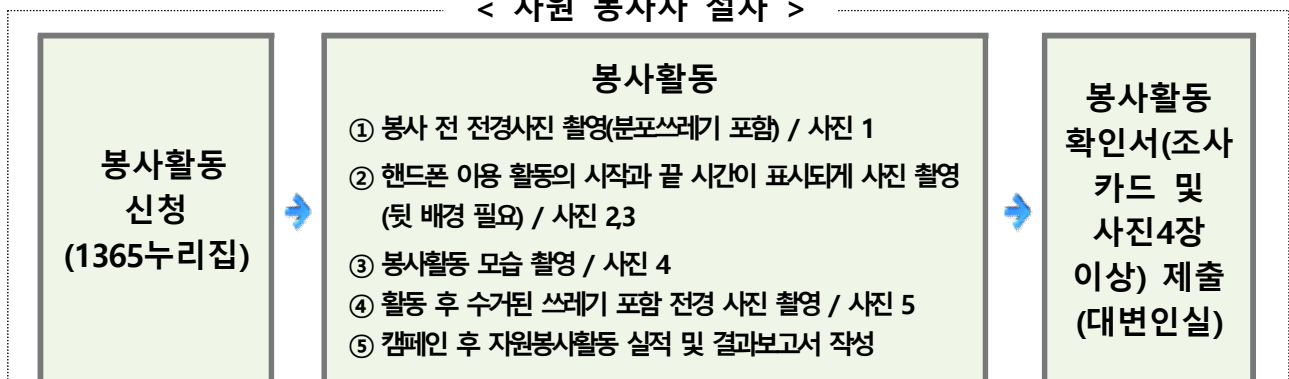 < 자원 봉사자 절차 >
봉사활동
신청
(1365누리집)
봉사활동
① 봉사 전 전경사진 촬영(분포쓰레기 포함) / 사진 1
② 핸드폰 이용 활동의 시작과 끝 시간이 표시되게 사진 촬영
(뒷 배경 필요) / 사진 2,3
③ 봉사활동 모습 촬영 / 사진 4
④ 활동 후 수거된 쓰레기 포함 전경 사진 촬영 / 사진 5
⑤ 캠페인 후 자원봉사활동 실적 및 결과보고서 작성
봉사활동
확인서(조사
카드 및
사진4장
이상) 제출
(대변인실)